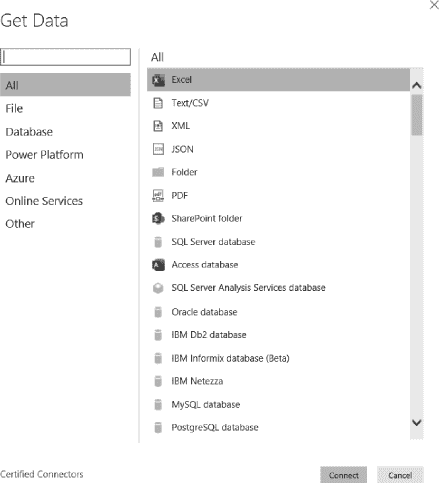 Get Data
All
File
Database
Power Platform
Azure
Online Services
Other
All
Excel
Text/CSV
XML
JSON
Folder
PDF
SharePoint folder
SQL Server database
Access database
SQL Server Analysis Services database
Oracle database
IBM Db2 database
IBM Informix database (Beta)
IBM Netezza
MySQL database
PostgreSQL database
Certified Connectors
Connect
Cancel